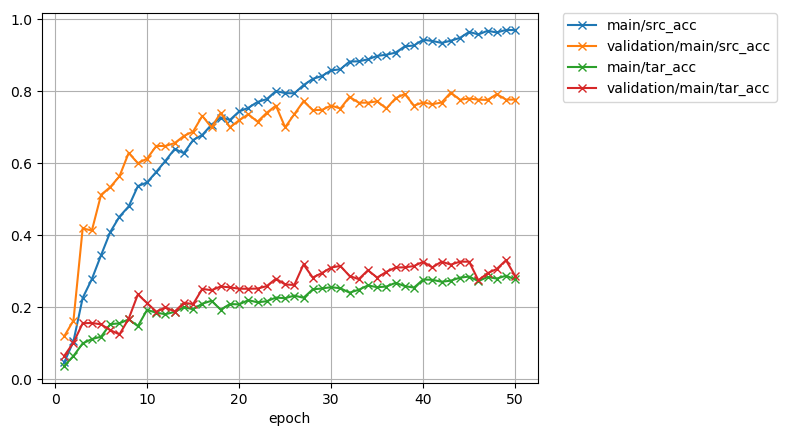 1.0
0.8
0.6
0.4
0.2
0.0
0 10 20 30 40 50
epoch
main/src_acc
validation/main/src_acc
main/tar_acc
validation/main/tar_acc